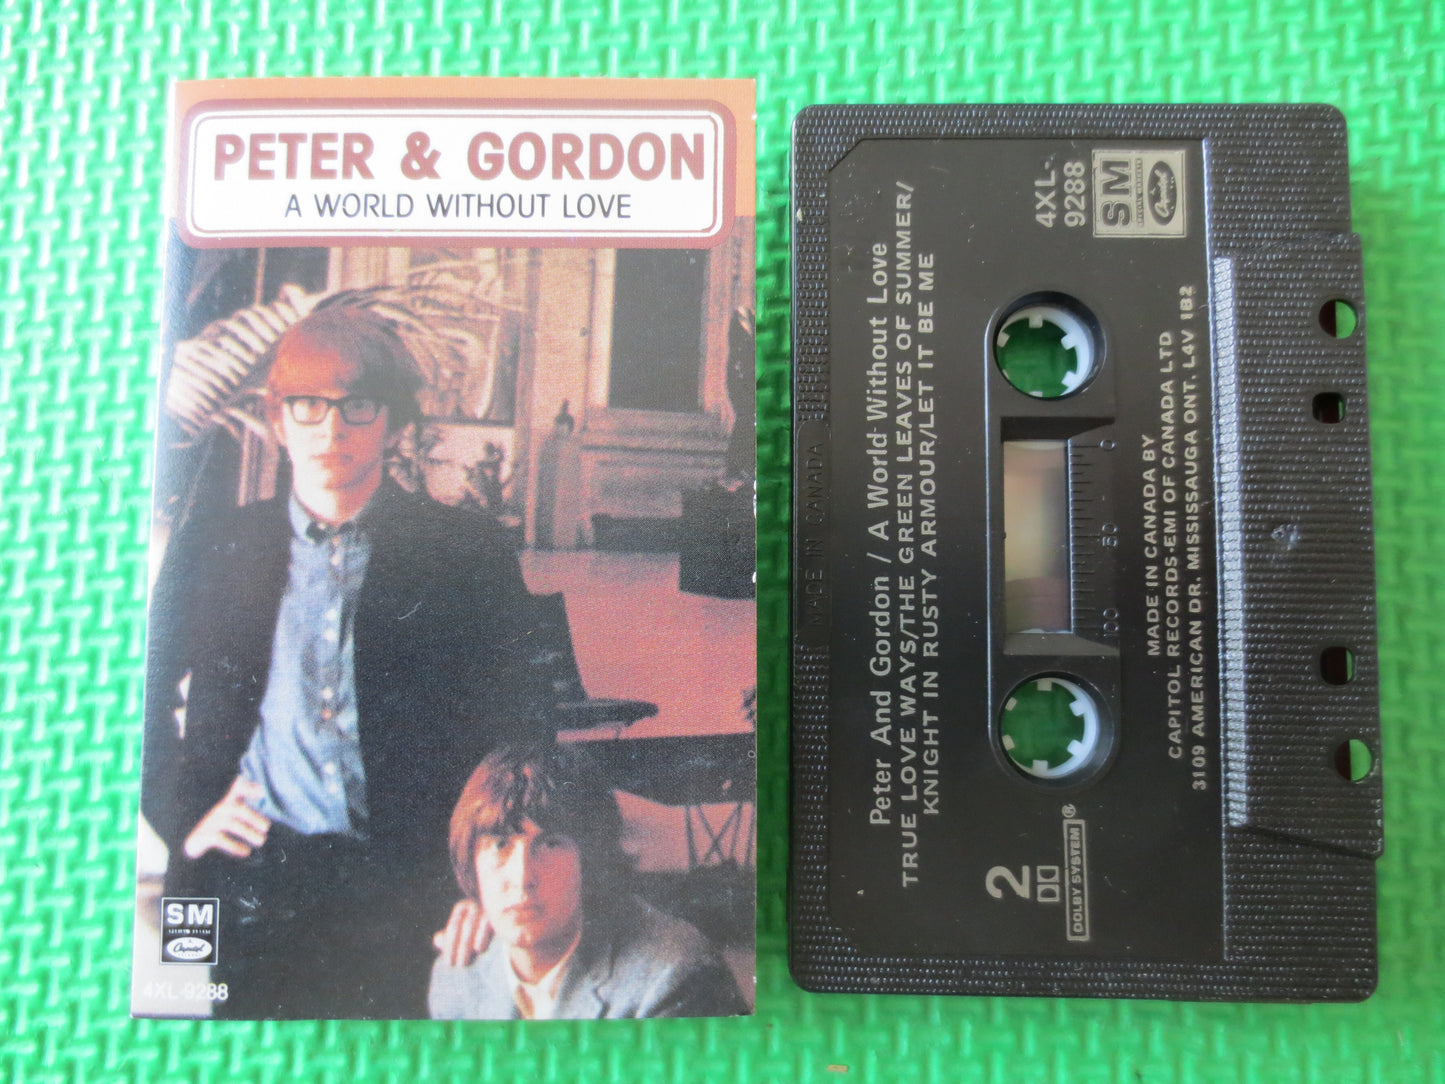 PETER & GORDON
A WORLD WITHOUT LOVE
SM
Capitol
4XL-9288
MADE IN CANADA
4XL-
9288
SM
Capitol
Peter And Gordon / A World Without Love
TRUE LOVE WAYS/THE GREEN LEAVES OF SUMMER/
KNIGHT IN RUSTY ARMOUR/LET IT BE ME
0
50
100
2
DOLBY SYSTEM®
MADE IN CANADA BY
CAPITOL RECORDS-EMI OF CANADA LTD
3109 AMERICAN DR. MISSISSAUGA ONT. L4V 1B2